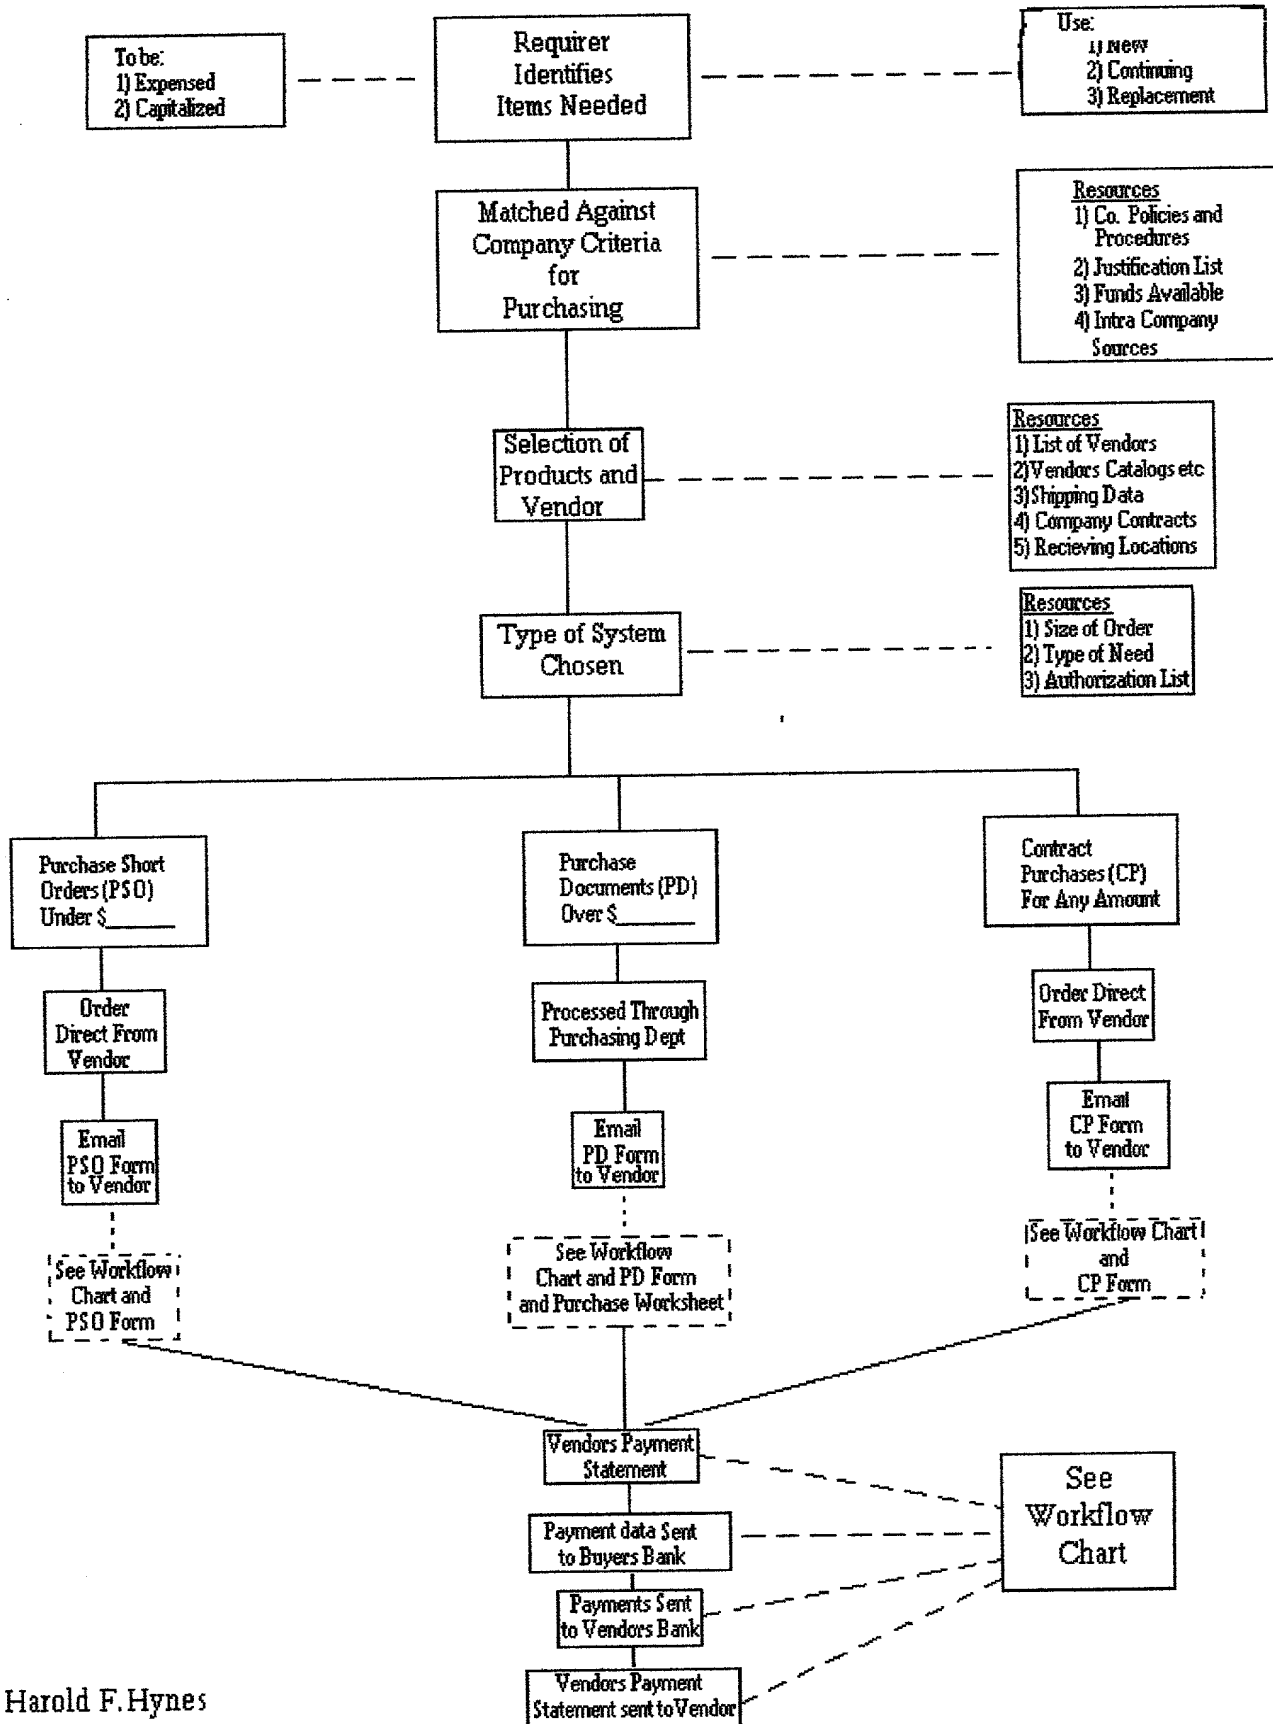 To be:
1) Expensed
2) Capitalized
Requirer
Identifies
Items Needed
Use:
1) New
2) Continuing
3) Replacement
Matched Against
Company Criteria
for
Purchasing
Resources
1) Co. Policies and
Procedures
2) Justification List
3) Funds Available
4) Intra Company
Sources
Selection of
Products and
Vendor
Resources
1) List of Vendors
2)Vendors Catalogs etc
3)Shipping Data
4) Company Contracts
5) Recieving Locations
Type of System
Chosen
Resources
1) Size of Order
2) Type of Need
3) Authorization List
Purchase Short
Orders (PSO)
Under $_______
Purchase
Documents (PD)
Over $________
Contract
Purchases (CP)
For Any Amount
Order
Direct From
Vendor
Processed Through
Purchasing Dept
Order Direct
From Vendor
Email
PSO Form
to Vendor
Email
PD Form
to Vendor
Email
CP Form
to Vendor
See Workflow
Chart and
PSO Form
See Workflow
Chart and PD Form
and Purchase Worksheet
See Workflow Chart
and
CP Form
Vendors Payment
Statement
Payment data Sent
to Buyers Bank
Payments Sent
to Vendors Bank
Vendors Payment
Statement sent to Vendor
See
Workflow
Chart
Harold F. Hynes